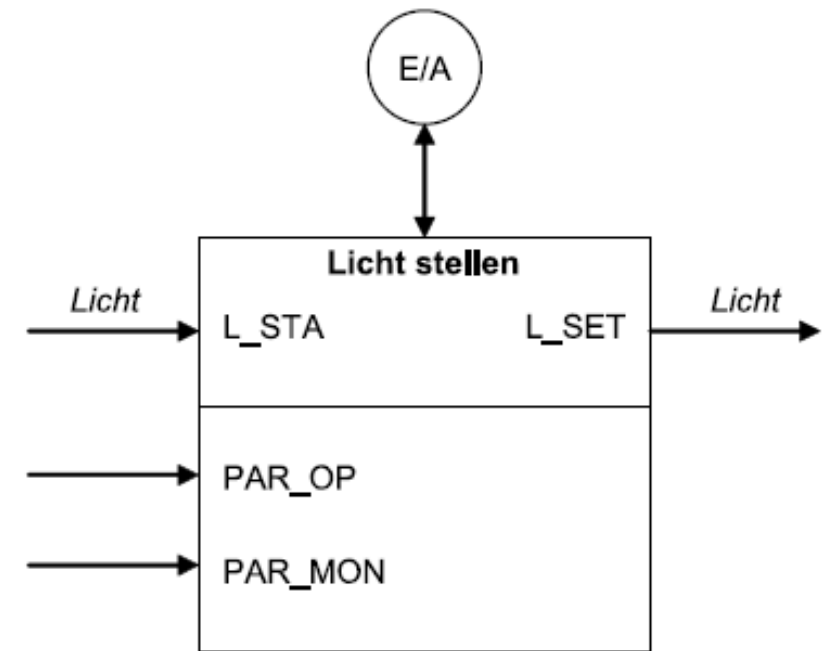 E/A
Licht stellen
Licht
L_STA
L_SET
Licht
PAR_OP
PAR_MON